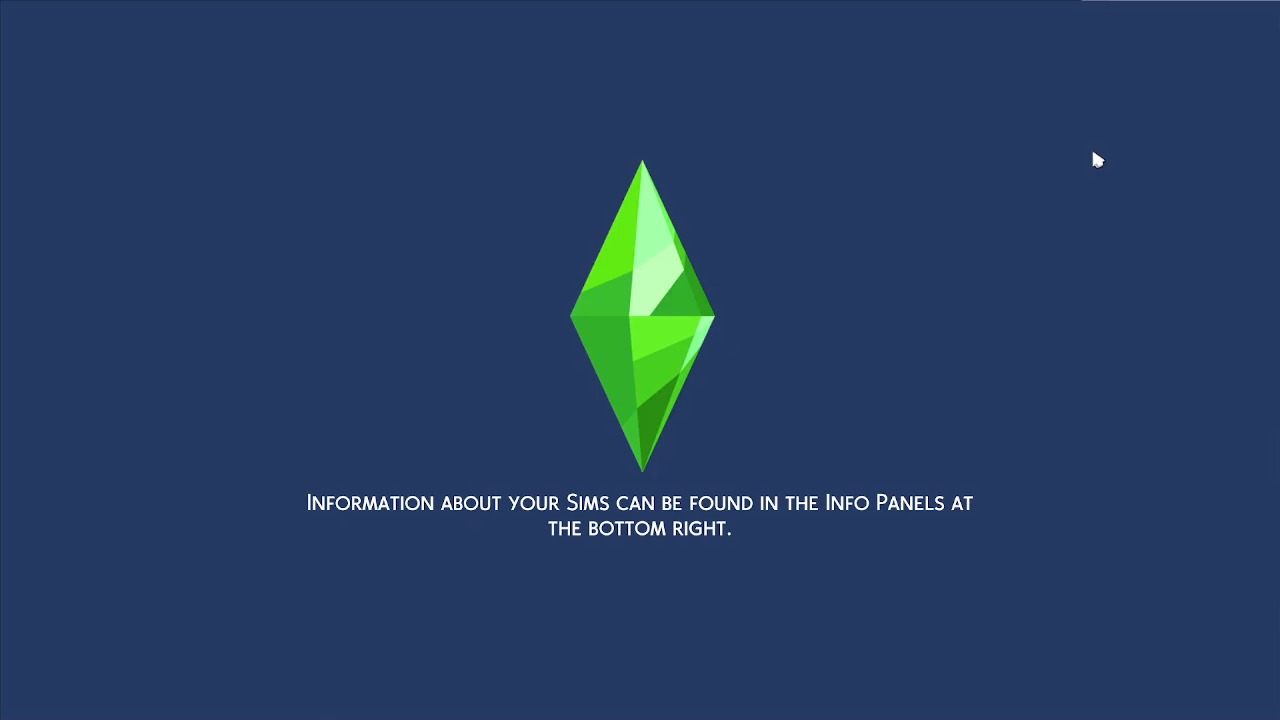 Information about your Sims can be found in the Info Panels at
the bottom right.